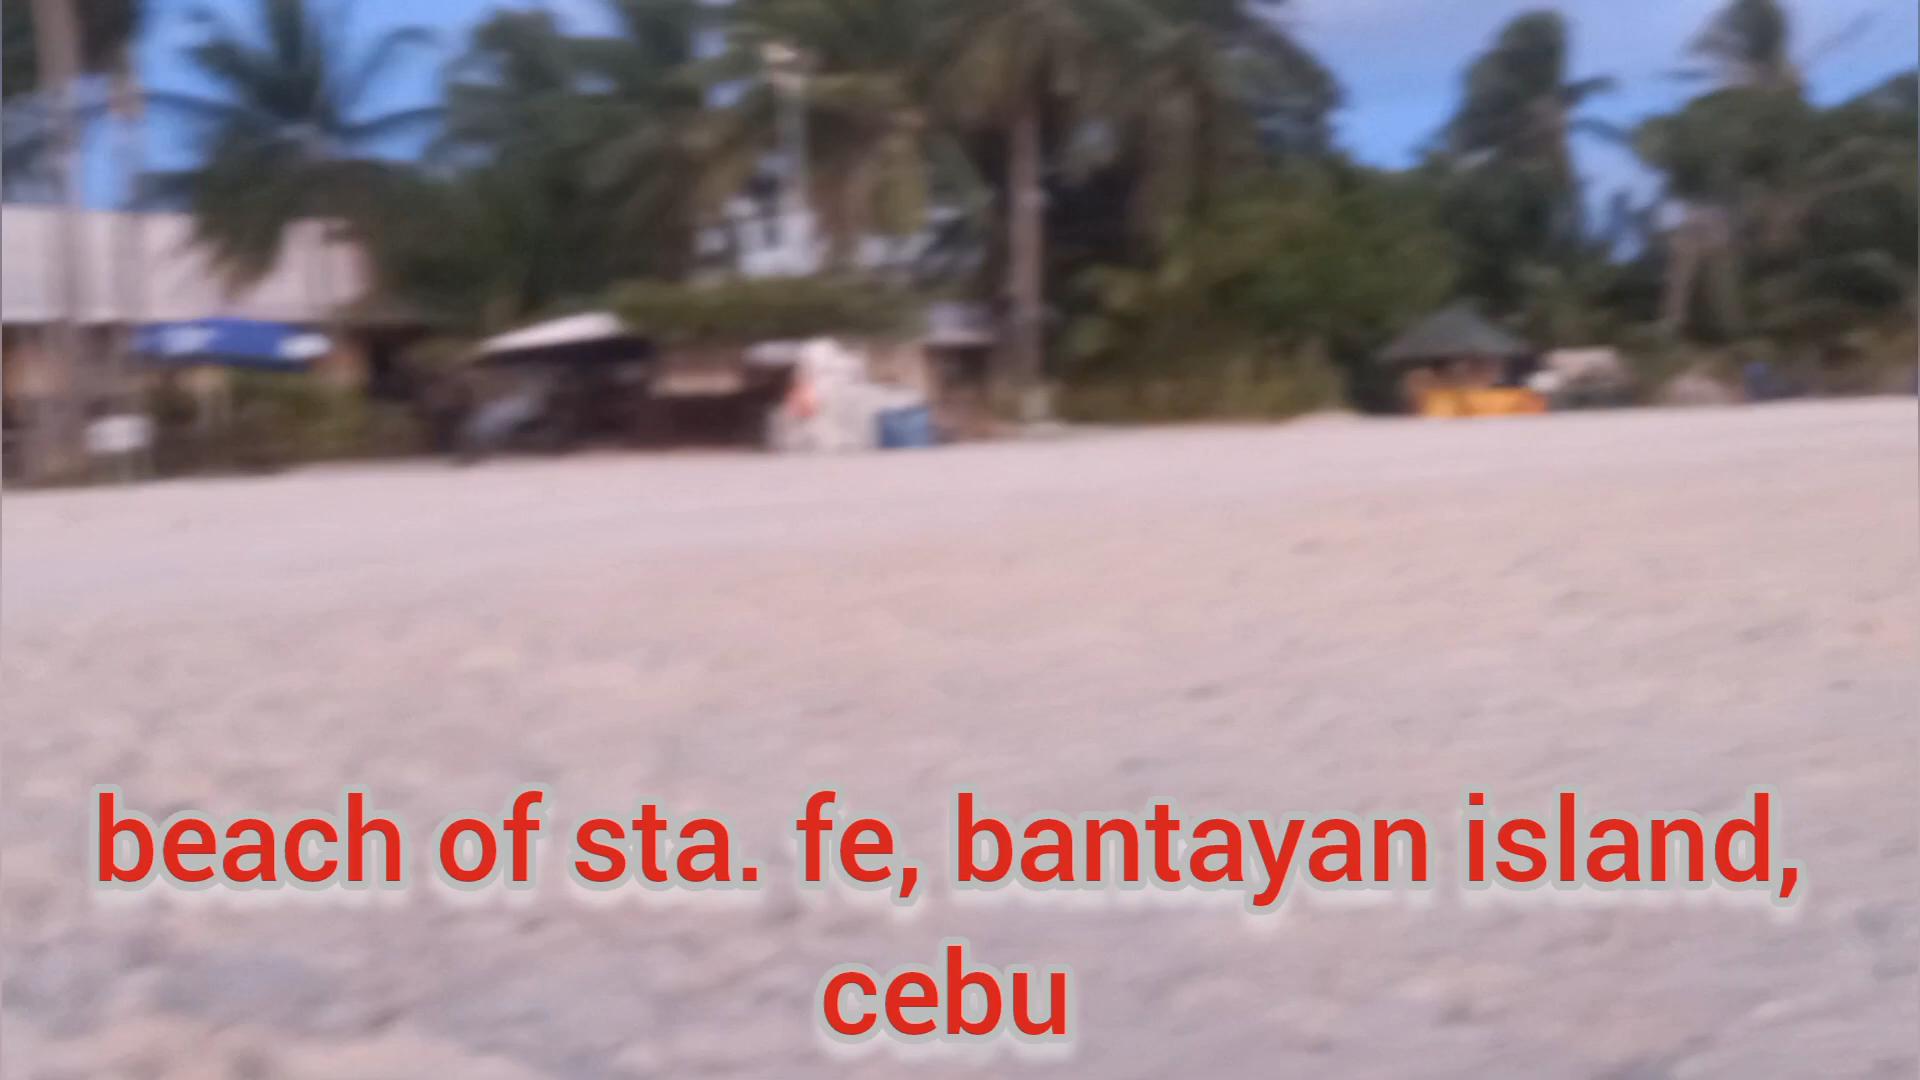 beach of sta. fe, bantayan island,
cebu